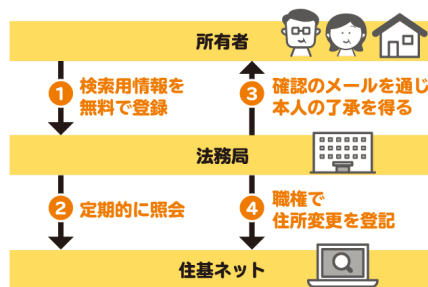 所有者
1 検索用情報を
無料で登録
3 確認のメールを通じ
本人の了承を得る
法務局
2 定期的に照会
4 職権で
住所変更を登記
住基ネット